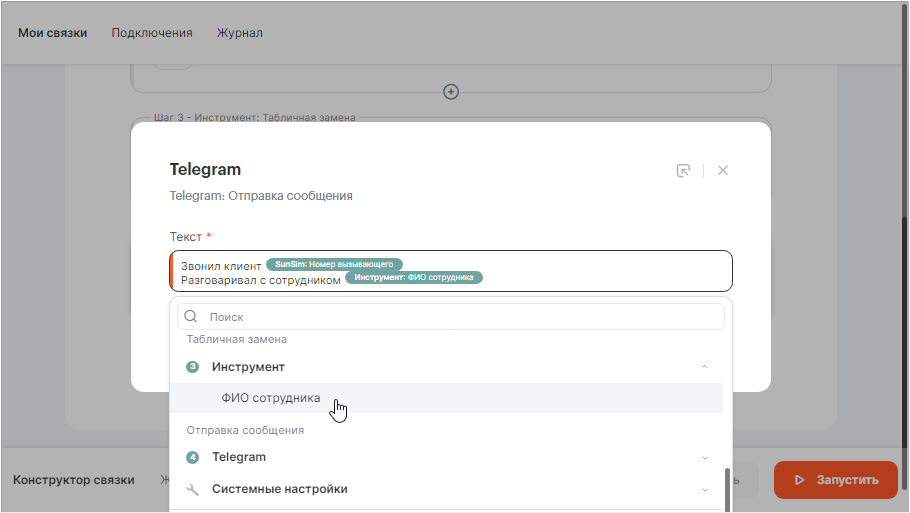 Мои связки Подключения Журнал
Шаг 3 - Инструмент: Табличная замена
Telegram
Telegram: Отправка сообщения
Текст *
Звонил клиент SunSim: Номер вызывающего
Разговаривал с сотрудником Инструмент: ФИО сотрудника
Поиск
Табличная замена
3 Инструмент
ФИО сотрудника
Отправка сообщения
4 Telegram
Системные настройки
Конструктор связки
Запустить